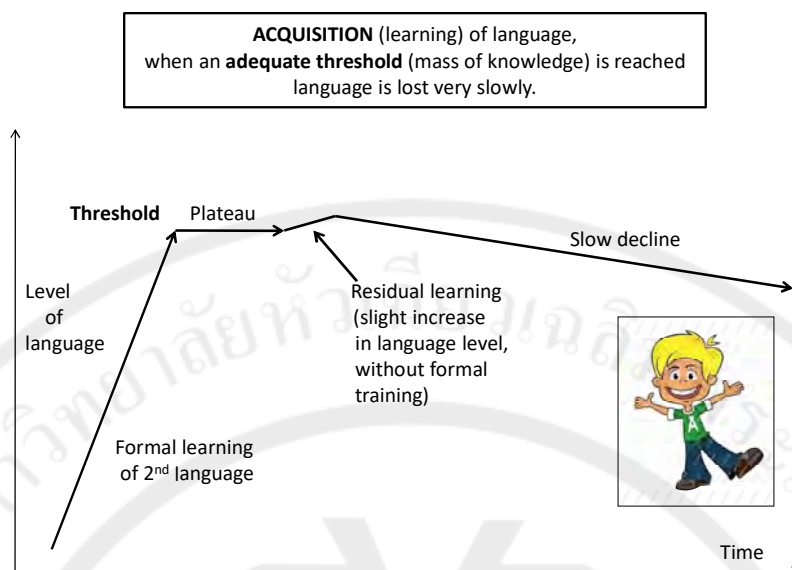 ACQUISITION (learning) of language,
when an adequate threshold (mass of knowledge) is reached
language is lost very slowly.
Threshold
Plateau
Slow decline
Level
of
language
Residual learning
(slight increase
in language level,
without formal
training)
Formal learning
of 2nd language
A
Time